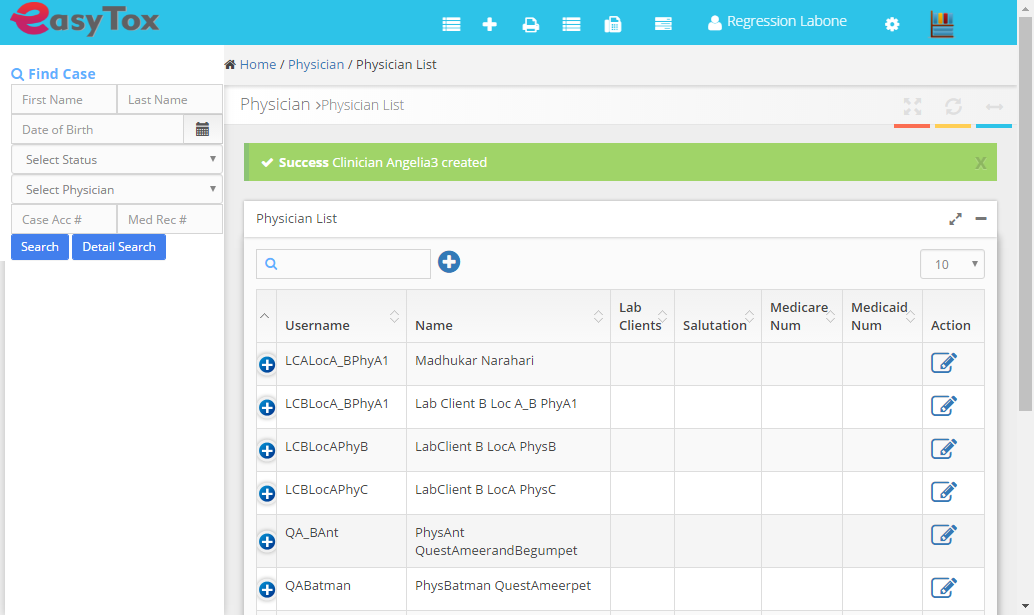 easyTox
Regression Labone
Find Case
First Name Last Name
Date of Birth
Select Status
Select Physician
Case Acc # Med Rec #
Search Detail Search
Home / Physician / Physician List
Physician >Physician List
Success Clinician Angelia3 created X
Physician List
10
Username Name Lab Clients Salutation Medicare Num Medicaid Num Action
LCALocA_BPhyA1 Madhukar Narahari
LCBLocA_BPhyA1 Lab Client B Loc A_B PhyA1
LCBLocAPhyB LabClient B LocA PhysB
LCBLocAPhyC LabClient B LocA PhysC
QA_BAnt PhysAnt
QuestAmeerandBegumpet
QABatman PhysBatman QuestAmeerpet